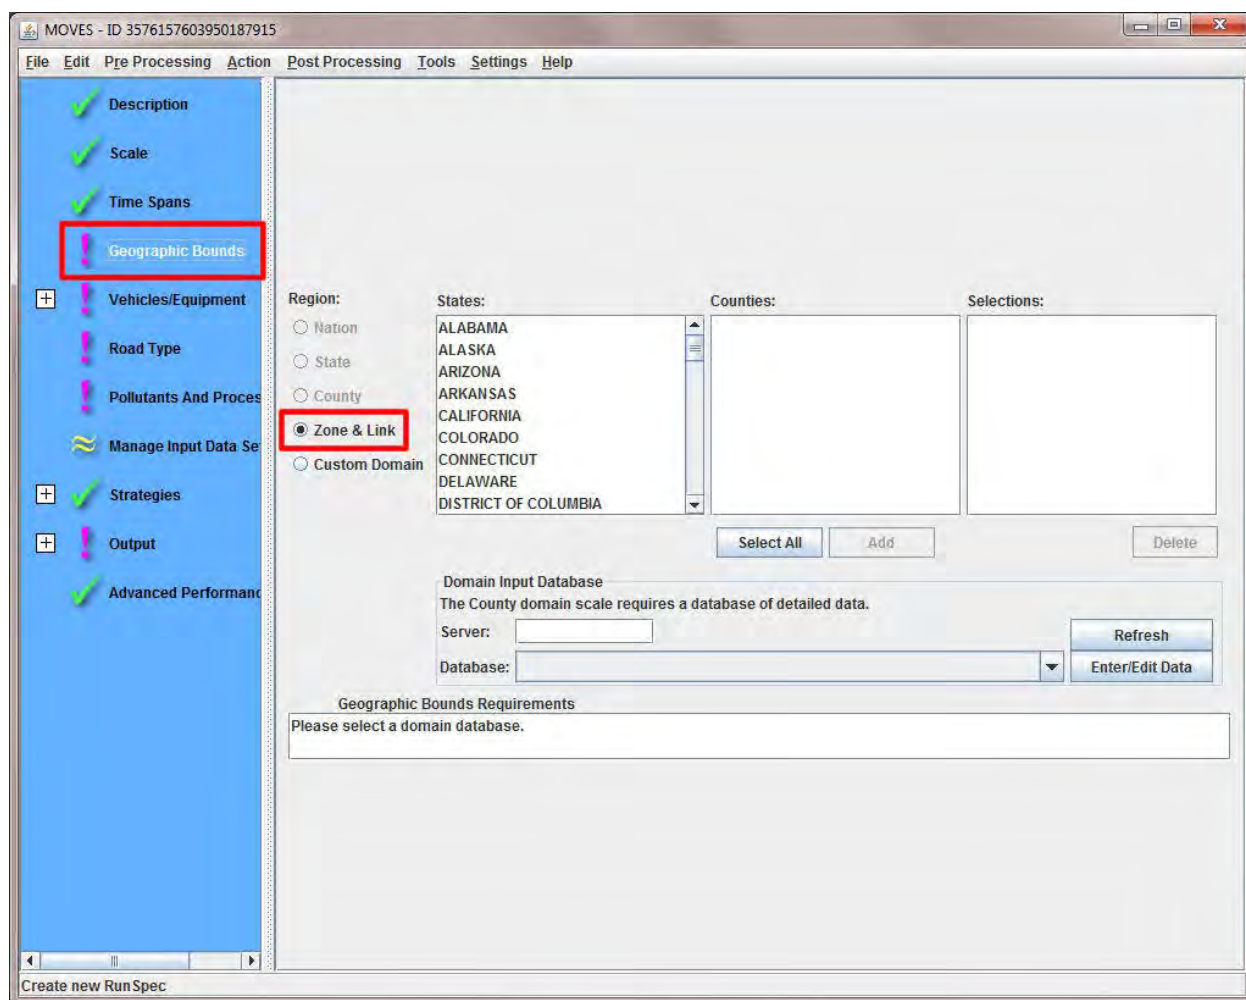 MOVES - ID 3576157603950187915
File Edit Pre Processing Action Post Processing Tools Settings Help
Description
Scale
Time Spans
Geographic Bounds
Vehicles/Equipment
Road Type
Pollutants And Proces
Manage Input Data Se
Strategies
Output
Advanced Performanc
Region:
Nation
State
County
Zone & Link
Custom Domain
States:
ALABAMA
ALASKA
ARIZONA
ARKANSAS
CALIFORNIA
COLORADO
CONNECTICUT
DELAWARE
DISTRICT OF COLUMBIA
Counties:
Selections:
Select All
Add
Delete
Domain Input Database
The County domain scale requires a database of detailed data.
Server:
Refresh
Database:
Enter/Edit Data
Geographic Bounds Requirements
Please select a domain database.
Create new RunSpec